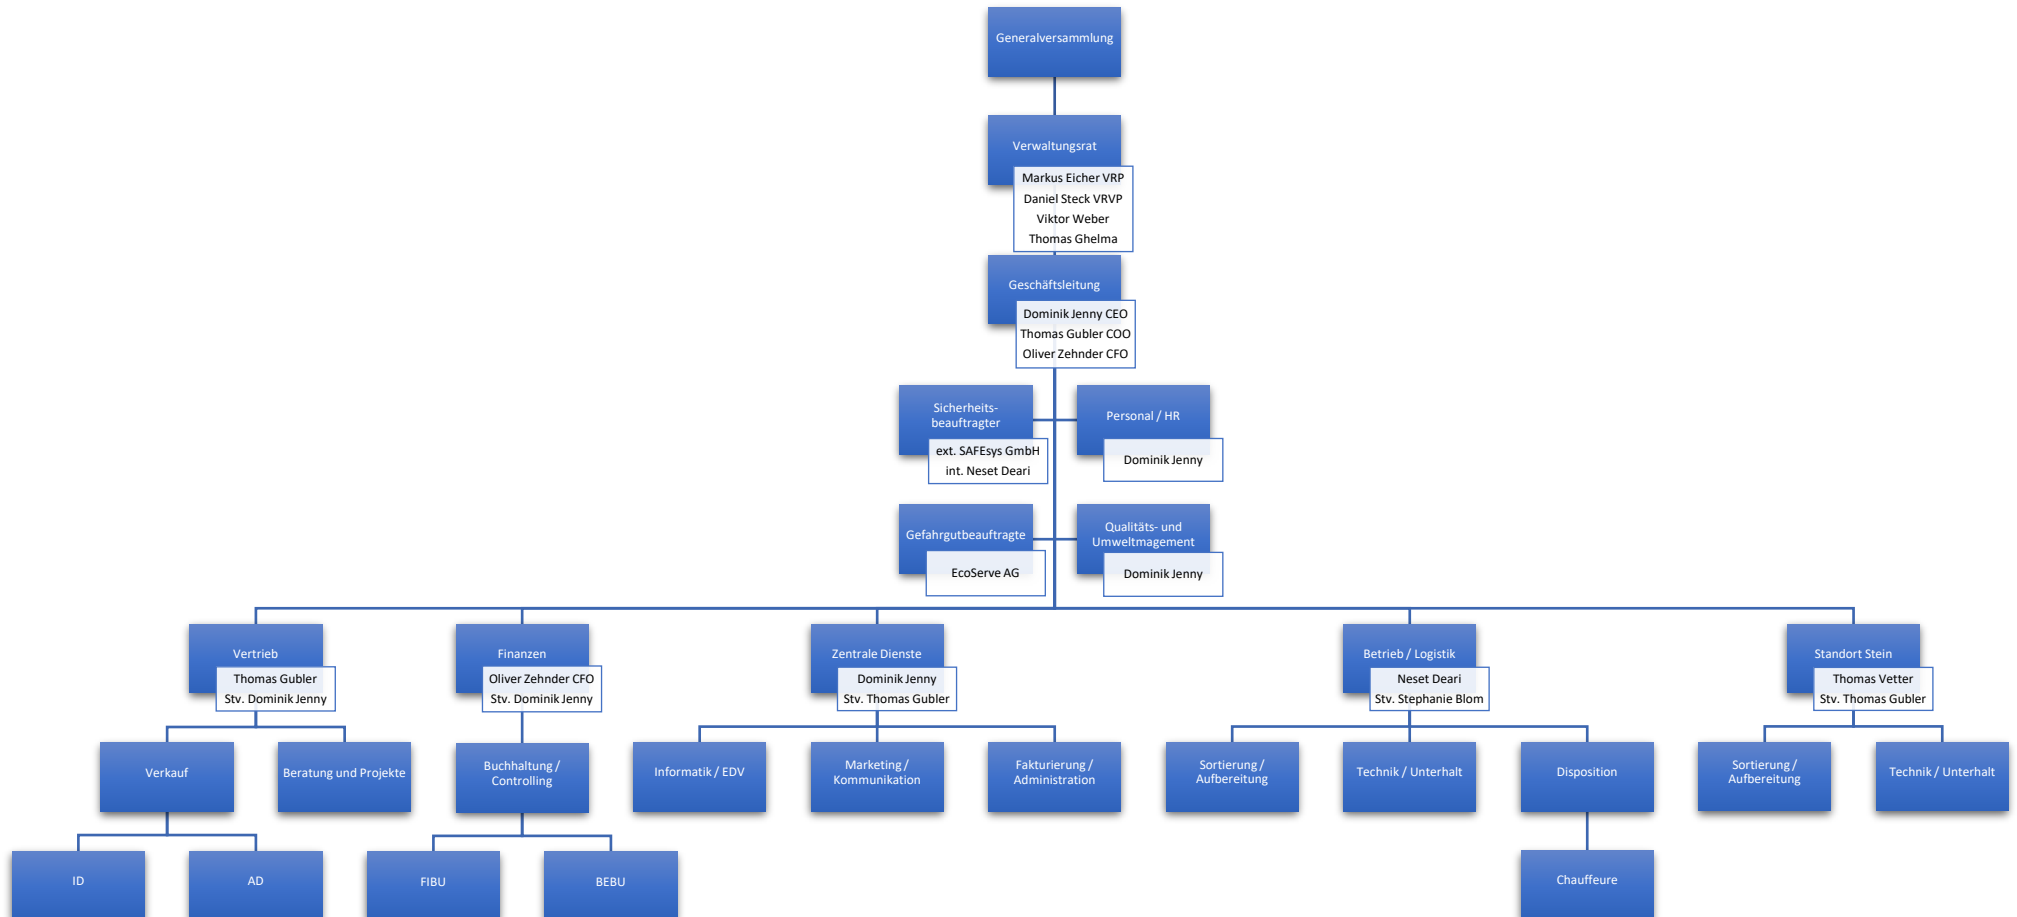 Generalversammlung
Verwaltungsrat
Markus Eicher VRP
Daniel Steck VRVP
Viktor Weber
Thomas Ghelma
Geschäftsleitung
Dominik Jenny CEO
Thomas Gubler COO
Oliver Zehnder CFO
Sicherheits-
beauftragter
ext. SAFEsys GmbH
int. Neset Deari
Personal / HR
Dominik Jenny
Gefahrgutbeauftragte
EcoServe AG
Qualitäts- und
Umweltmagement
Dominik Jenny
Vertrieb
Thomas Gubler
Stv. Dominik Jenny
Finanzen
Oliver Zehnder CFO
Stv. Dominik Jenny
Zentrale Dienste
Dominik Jenny
Stv. Thomas Gubler
Betrieb / Logistik
Neset Deari
Stv. Stephanie Blom
Standort Stein
Thomas Vetter
Stv. Thomas Gubler
Verkauf
Beratung und Projekte
Buchhaltung /
Controlling
Informatik / EDV
Marketing /
Kommunikation
Fakturierung /
Administration
Sortierung /
Aufbereitung
Technik / Unterhalt
Disposition
Sortierung /
Aufbereitung
Technik / Unterhalt
ID
AD
FIBU
BEBU
Chauffeure